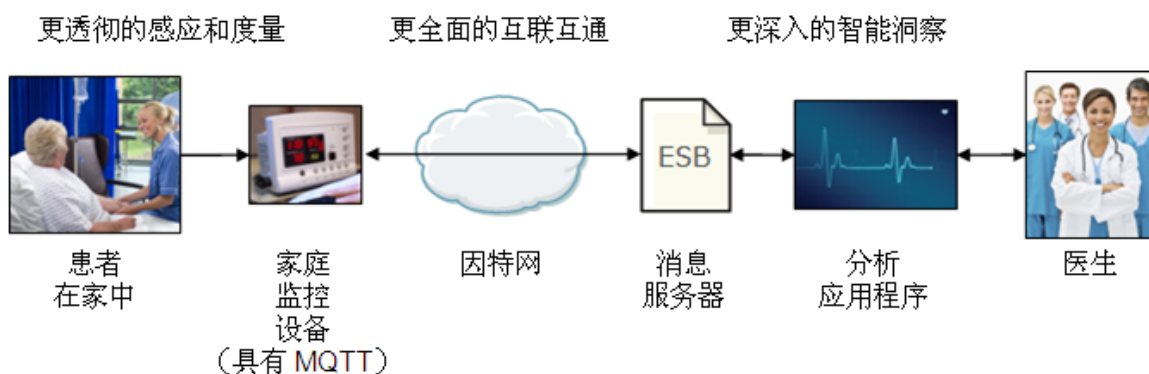 更透彻的感应和度量
更全面的互联互通
更深入的智能洞察
ESB
患者
在家中
家庭
监控
设备
（具有 MQTT）
因特网
消息
服务器
分析
应用程序
医生